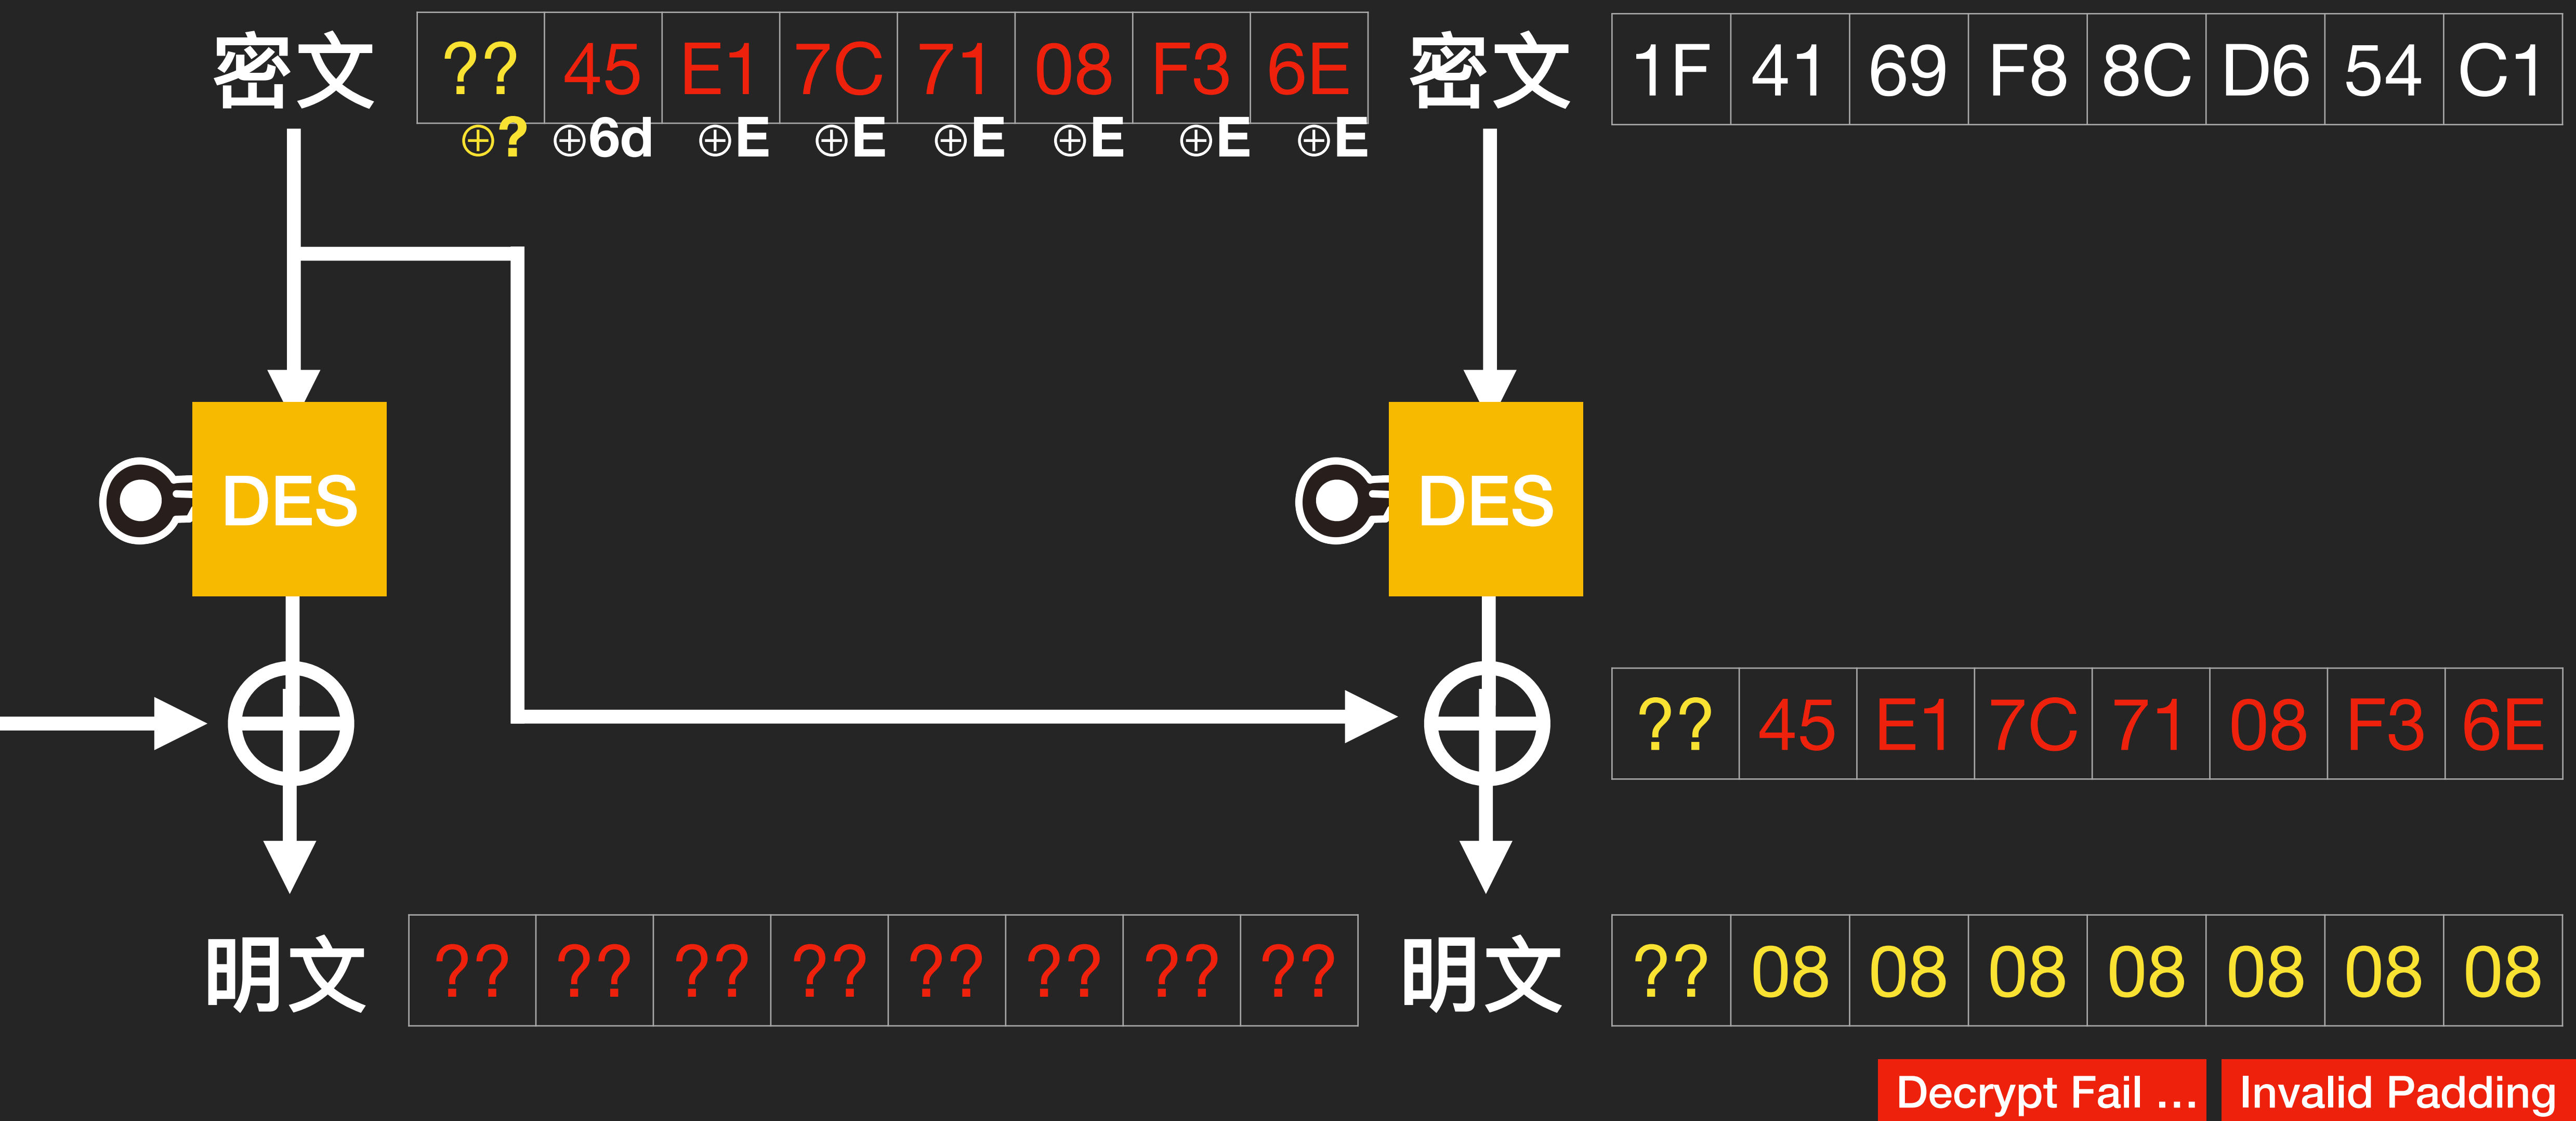 密文 ?? 45 E1 7C 71 08 F3 6E 密文 1F 41 69 F8 8C D6 54 C1
⊕? ⊕6d ⊕E ⊕E ⊕E ⊕E ⊕E ⊕E
DES DES
?? 45 E1 7C 71 08 F3 6E
明文 ?? ?? ?? ?? ?? ?? ?? ?? 明文 ?? 08 08 08 08 08 08 08
Decrypt Fail ... Invalid Padding